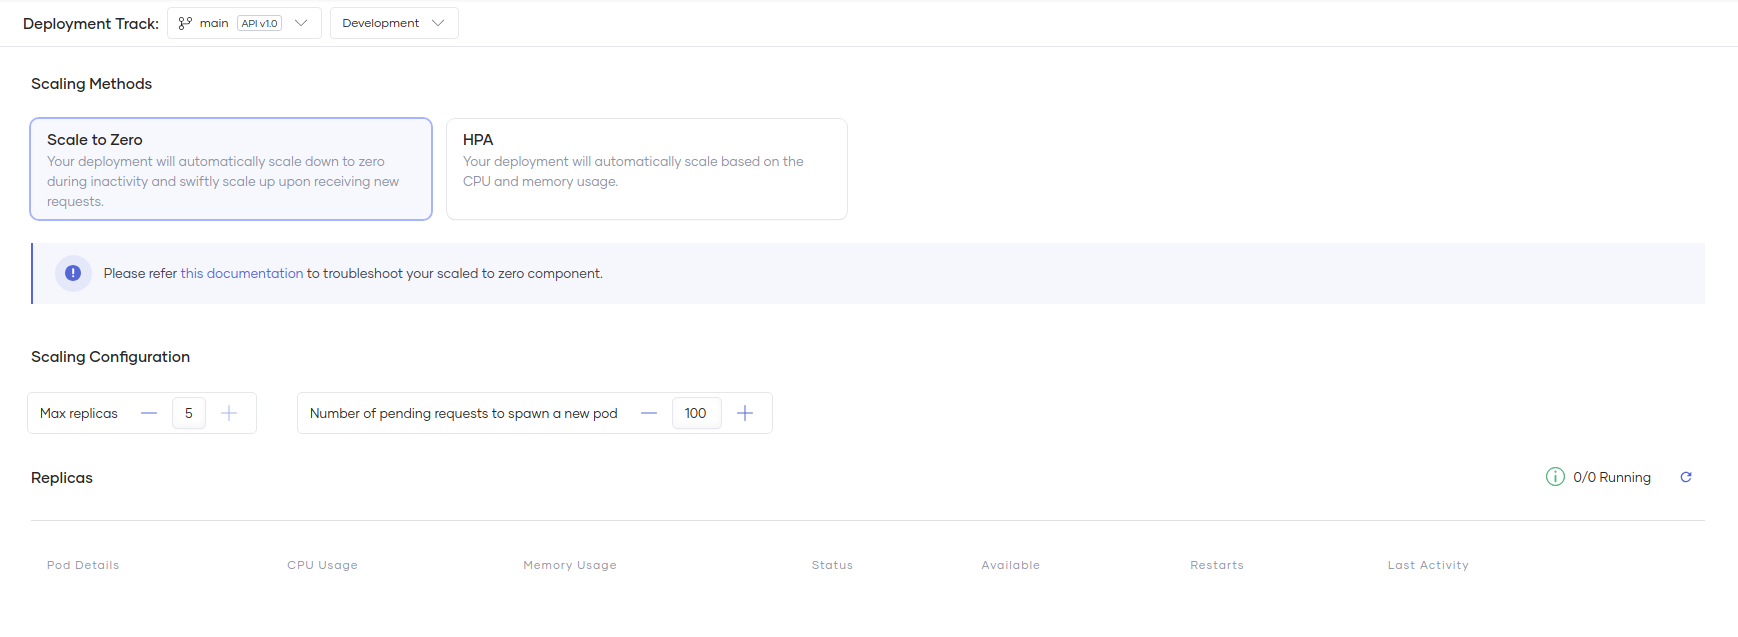 Deployment Track: main API v1.0 Development
Scaling Methods
Scale to Zero
Your deployment will automatically scale down to zero
during inactivity and swiftly scale up upon receiving new
requests.
HPA
Your deployment will automatically scale based on the
CPU and memory usage.
Please refer this documentation to troubleshoot your scaled to zero component.
Scaling Configuration
Max replicas 5
Number of pending requests to spawn a new pod 100
Replicas
0/0 Running
Pod Details CPU Usage Memory Usage Status Available Restarts Last Activity